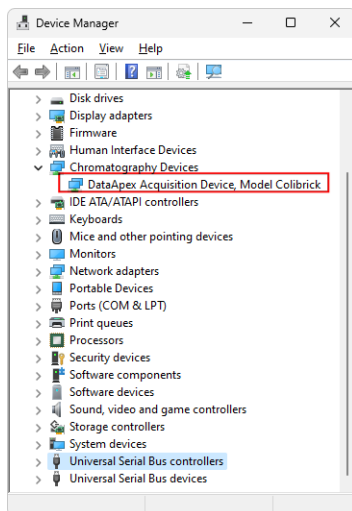 Device Manager
File Action View Help
Disk drives
Display adapters
Firmware
Human Interface Devices
Chromatography Devices
DataApex Acquisition Device, Model Colibrick
IDE ATA/ATAPI controllers
Keyboards
Mice and other pointing devices
Monitors
Network adapters
Portable Devices
Ports (COM & LPT)
Print queues
Processors
Security devices
Software components
Software devices
Sound, video and game controllers
Storage controllers
System devices
Universal Serial Bus controllers
Universal Serial Bus devices